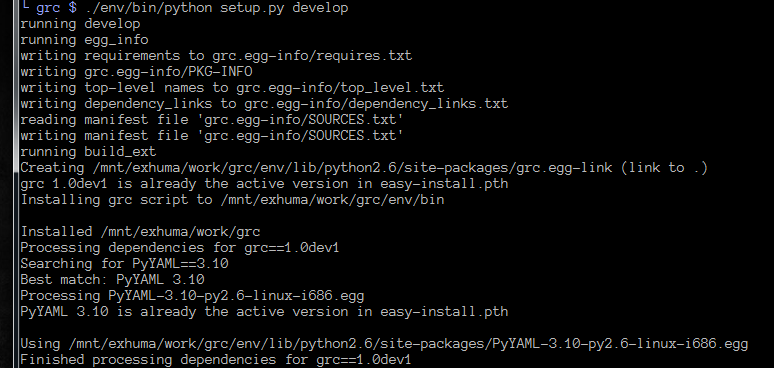 └ grc $ ./env/bin/python setup.py develop
running develop
running egg_info
writing requirements to grc.egg-info/requires.txt
writing grc.egg-info/PKG-INFO
writing top-level names to grc.egg-info/top_level.txt
writing dependency_links to grc.egg-info/dependency_links.txt
reading manifest file 'grc.egg-info/SOURCES.txt'
writing manifest file 'grc.egg-info/SOURCES.txt'
running build_ext
Creating /mnt/exhuma/work/grc/env/lib/python2.6/site-packages/grc.egg-link (link to .)
grc 1.0dev1 is already the active version in easy-install.pth
Installing grc script to /mnt/exhuma/work/grc/env/bin

Installed /mnt/exhuma/work/grc
Processing dependencies for grc==1.0dev1
Searching for PyYAML==3.10
Best match: PyYAML 3.10
Processing PyYAML-3.10-py2.6-linux-i686.egg
PyYAML 3.10 is already the active version in easy-install.pth

Using /mnt/exhuma/work/grc/env/lib/python2.6/site-packages/PyYAML-3.10-py2.6-linux-i686.egg
Finished processing dependencies for grc==1.0dev1